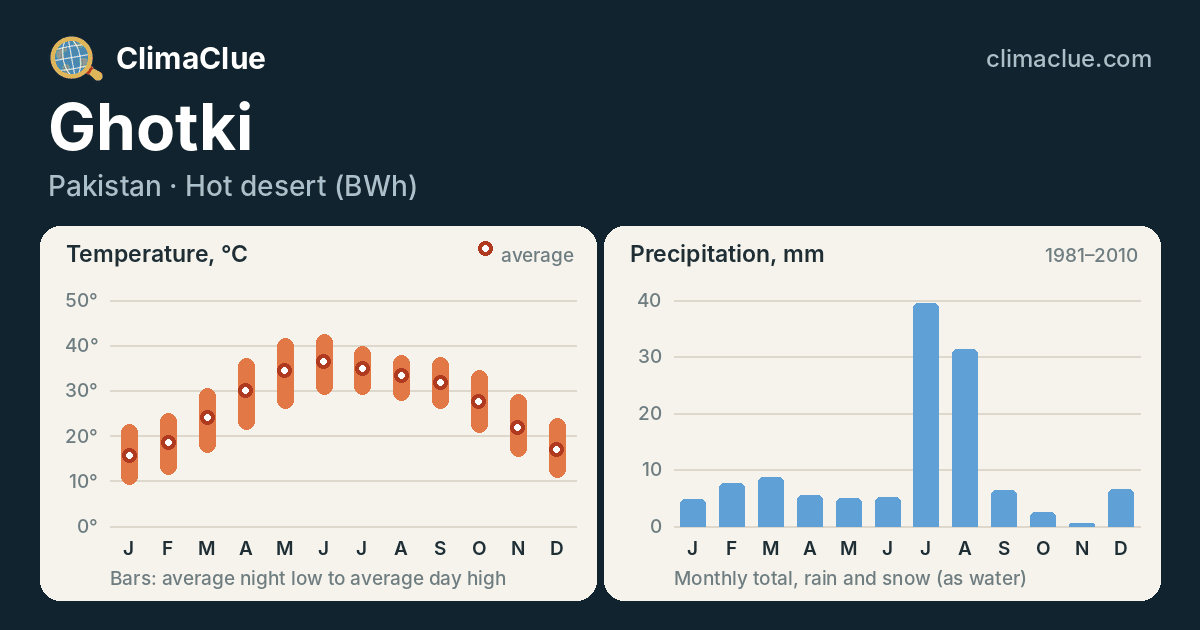 ClimaClue
climaclue.com
Ghotki
Pakistan · Hot desert (BWh)
Temperature, °C
average
50°
40°
30°
20°
10°
0°
J F M A M J J A S O N D
Bars: average night low to average day high
Precipitation, mm
1981–2010
40
30
20
10
0
J F M A M J J A S O N D
Monthly total, rain and snow (as water)